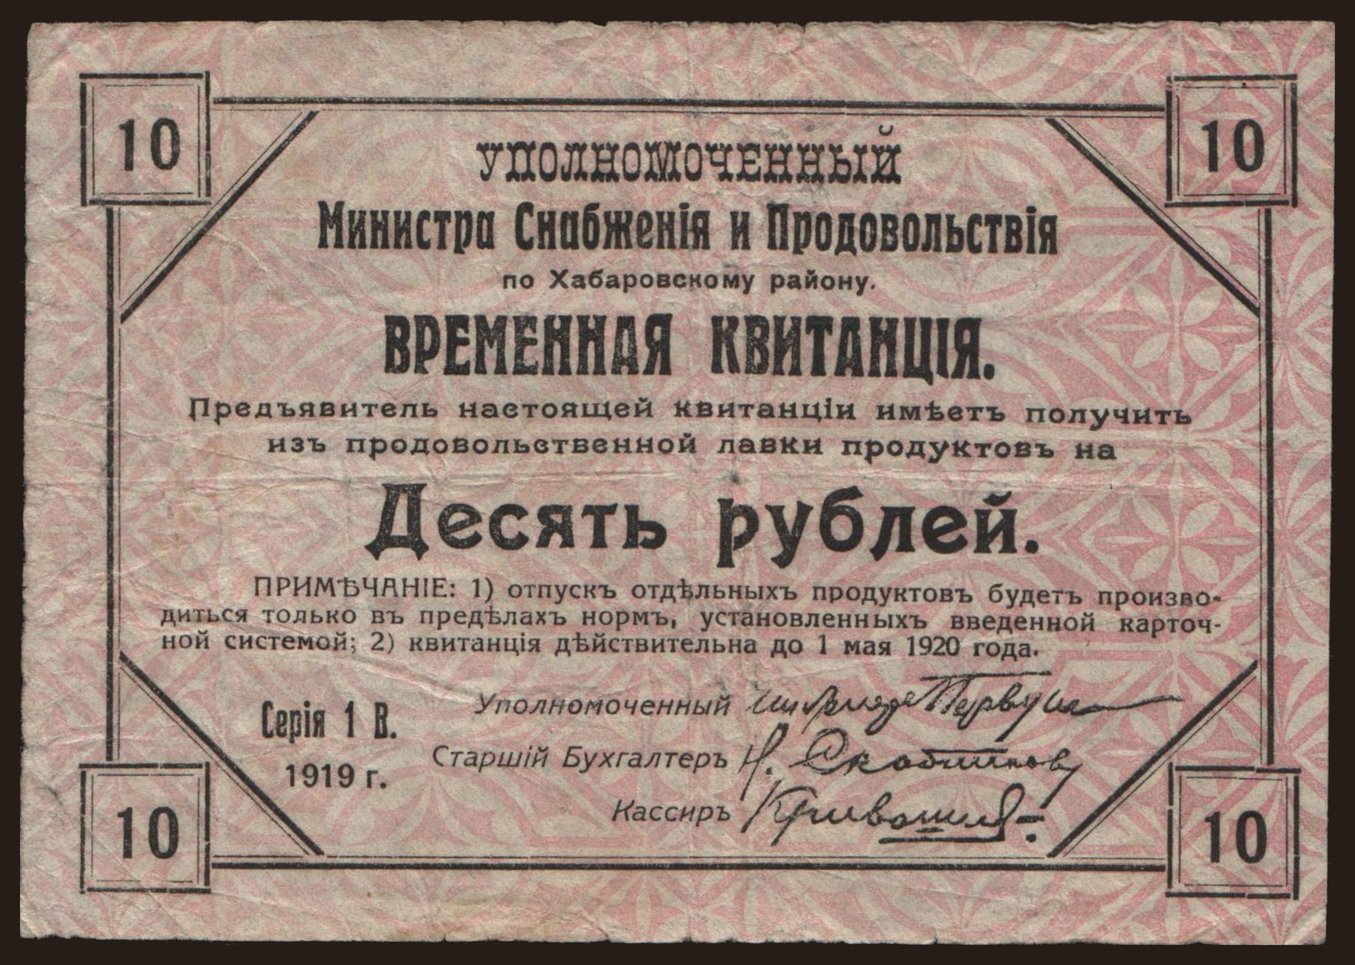 10
10
УПОЛНОМОЧЕННЫЙ
Министра Снабженія и Продовольствія
по Хабаровскому району.
ВРЕМЕННАЯ КВИТАНЦІЯ.
Предъявитель настоящей квитанціи имѣетъ получить
изъ продовольственной лавки продуктовъ на
Десять рублей.
ПРИМѢЧАНІЕ: 1) отпускъ отдѣльныхъ продуктовъ будетъ произво-
диться только въ предѣлахъ нормъ, установленныхъ введенной карточ-
ной системой; 2) квитанція дѣйствительна до 1 мая 1920 года.
Уполномоченный
Серія 1 В.
Старшій Бухгалтеръ
1919 г.
Кассиръ
10
10